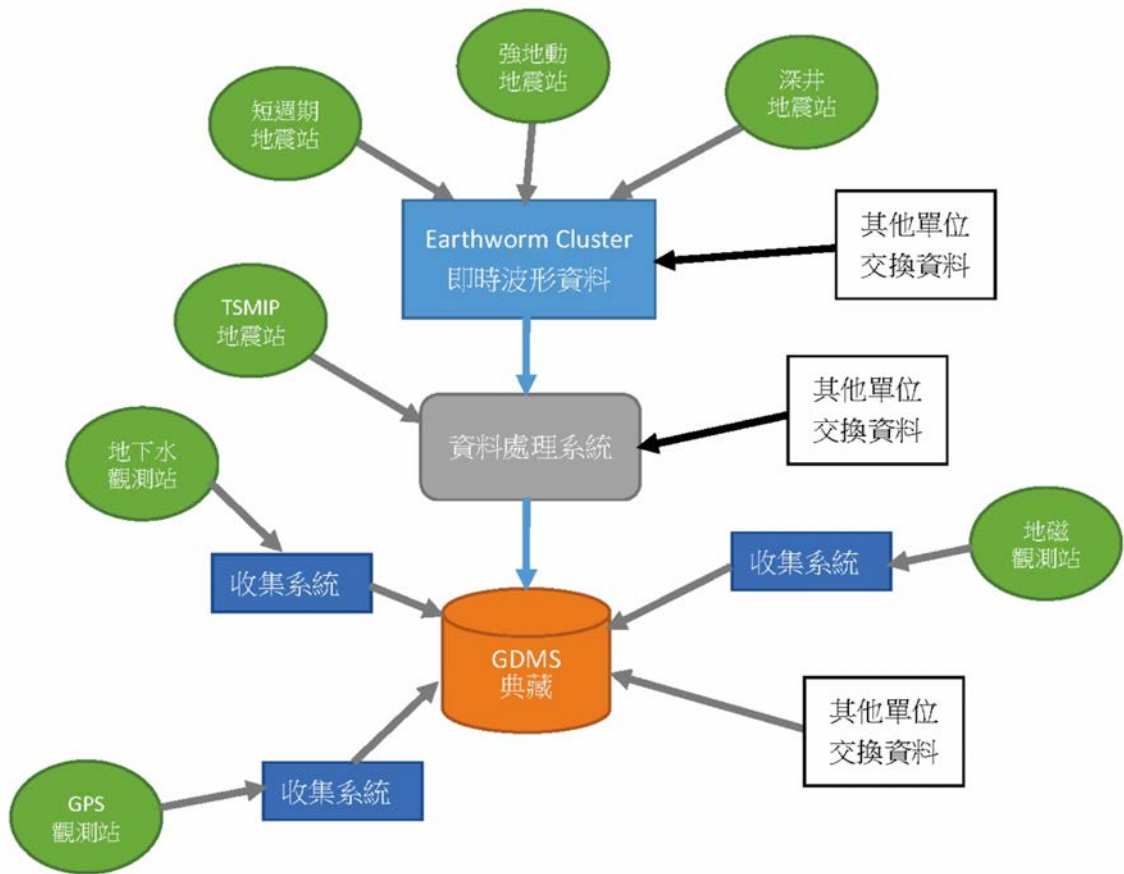 強地動
地震站
短週期
地震站
深井
地震站
Earthworm Cluster
即時波形資料
其他單位
交換資料
TSMIP
地震站
其他單位
交換資料
資料處理系統
地下水
觀測站
收集系統
收集系統
地磁
觀測站
GDMS
典藏
其他單位
交換資料
收集系統
GPS
觀測站